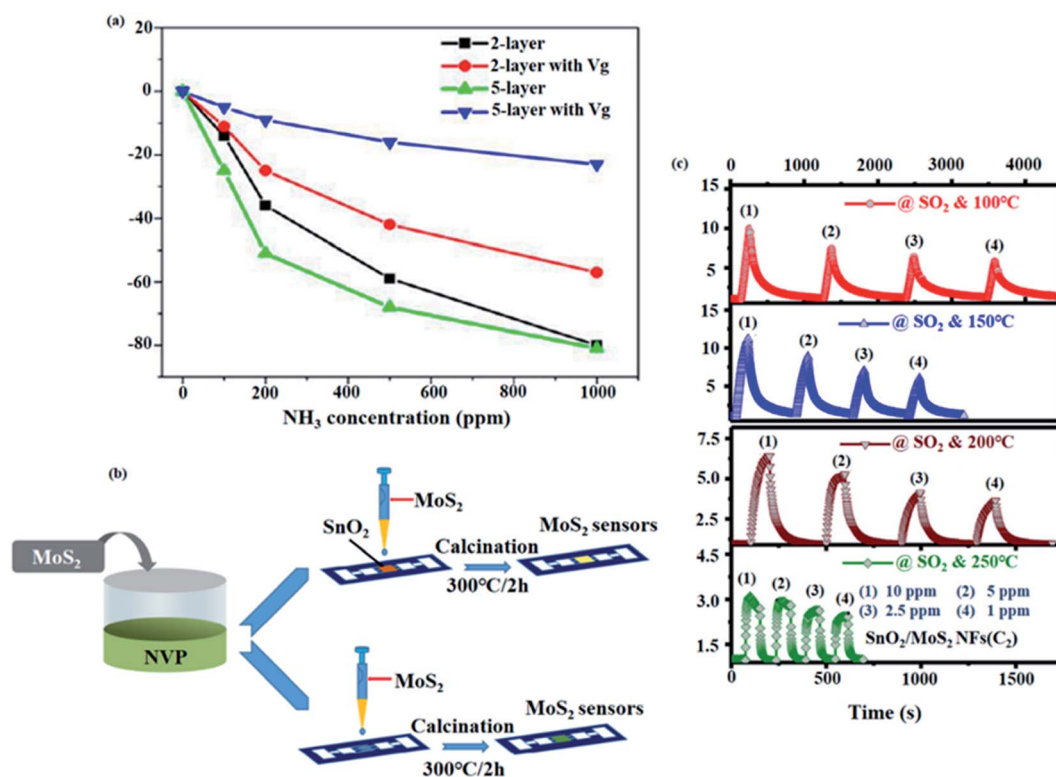 (a)
-20
0
-20
-40
-60
-80
2-layer
2-layer with Vg
5-layer
5-layer with Vg
0 200 400 600 800 1000
NH₃ concentration (ppm)
(b)
MoS₂
NVP
MoS₂
SnO₂
Calcination
300°C/2h
MoS₂ sensors
MoS₂
Calcination
300°C/2h
MoS₂ sensors
(c)
0 1000 2000 3000 4000
15
10
5
(1) (2) (3) (4)
@ SO₂ & 100°C
15
10
5
(1) (2) (3) (4)
@ SO₂ & 150°C
7.5
5.0
2.5
(1) (2) (3) (4)
@ SO₂ & 200°C
4.5
3.0
1.5
(1) (2) (3) (4)
@ SO₂ & 250°C
(1) 10 ppm (2) 5 ppm
(3) 2.5 ppm (4) 1 ppm
SnO₂/MoS₂ NFs(C₂)
0 500 1000 1500
Time (s)